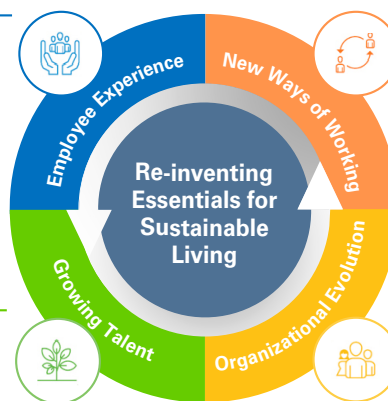 Employee Experience
New Ways of Working
Re-inventing
Essentials for
Sustainable
Living
Growing Talent
Organizational Evolution